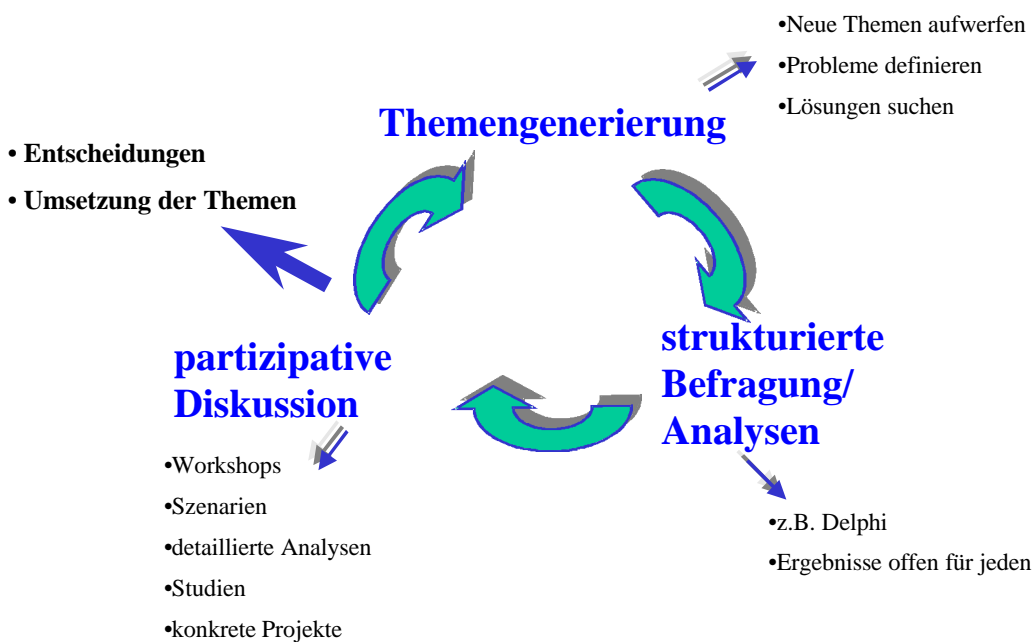 •Neue Themen aufwerfen
•Probleme definieren
•Lösungen suchen
Themengenerierung
• Entscheidungen
• Umsetzung der Themen
strukturierte
Befragung/
Analysen
•z.B. Delphi
•Ergebnisse offen für jeden
partizipative
Diskussion
•Workshops
•Szenarien
•detaillierte Analysen
•Studien
•konkrete Projekte